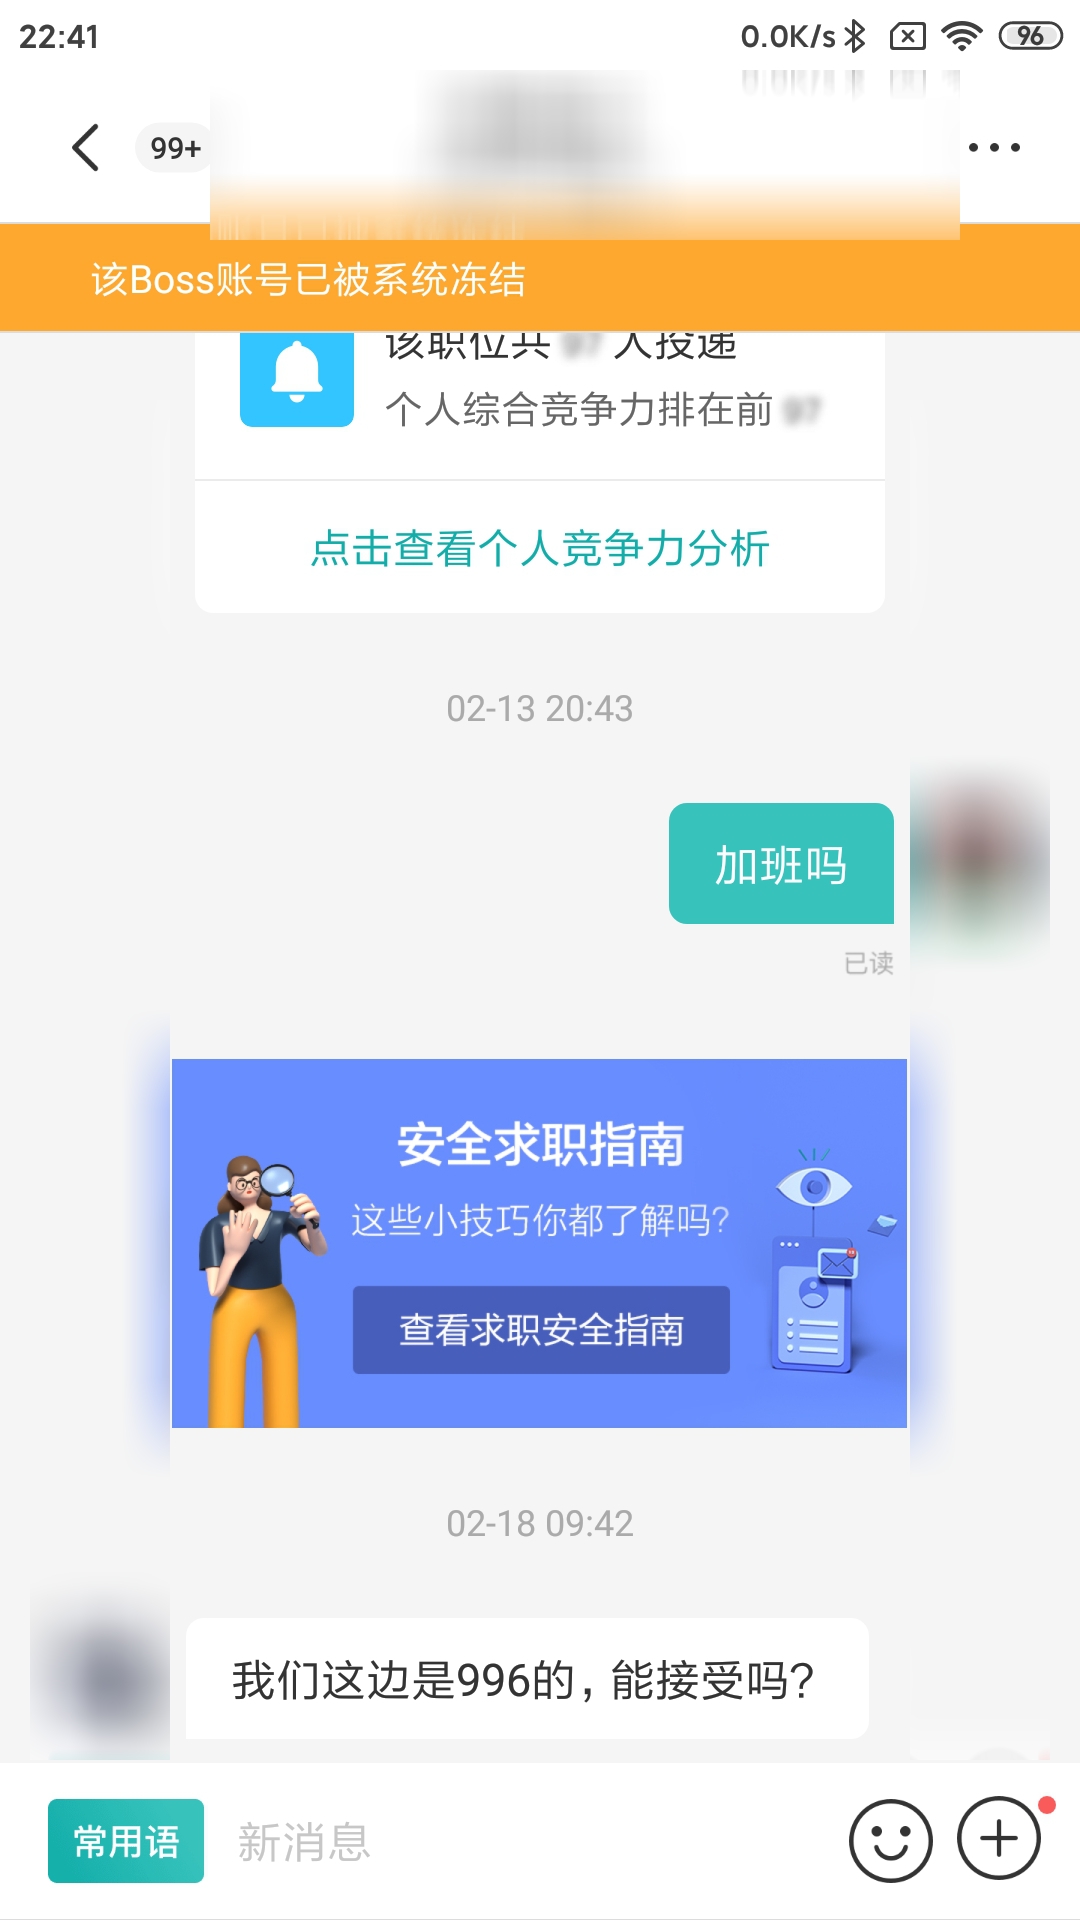 22:41
0.0K/s
96
99+
该Boss账号已被系统冻结
该职位共 人投递
个人综合竞争力排在前
点击查看个人竞争力分析
02-13 20:43
加班吗
已读
安全求职指南
这些小技巧你都了解吗?
查看求职安全指南
02-18 09:42
我们这边是996的,能接受吗?
常用语
新消息